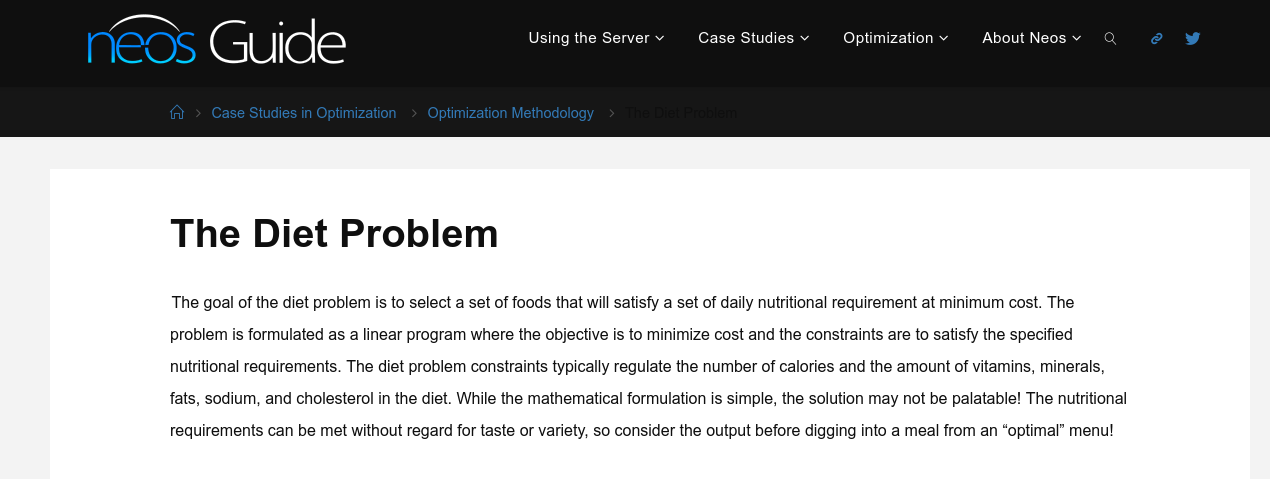 neos Guide
Using the Server Case Studies Optimization About Neos
Case Studies in Optimization Optimization Methodology The Diet Problem
The Diet Problem
The goal of the diet problem is to select a set of foods that will satisfy a set of daily nutritional requirement at minimum cost. The
problem is formulated as a linear program where the objective is to minimize cost and the constraints are to satisfy the specified
nutritional requirements. The diet problem constraints typically regulate the number of calories and the amount of vitamins, minerals,
fats, sodium, and cholesterol in the diet. While the mathematical formulation is simple, the solution may not be palatable! The nutritional
requirements can be met without regard for taste or variety, so consider the output before digging into a meal from an “optimal” menu!